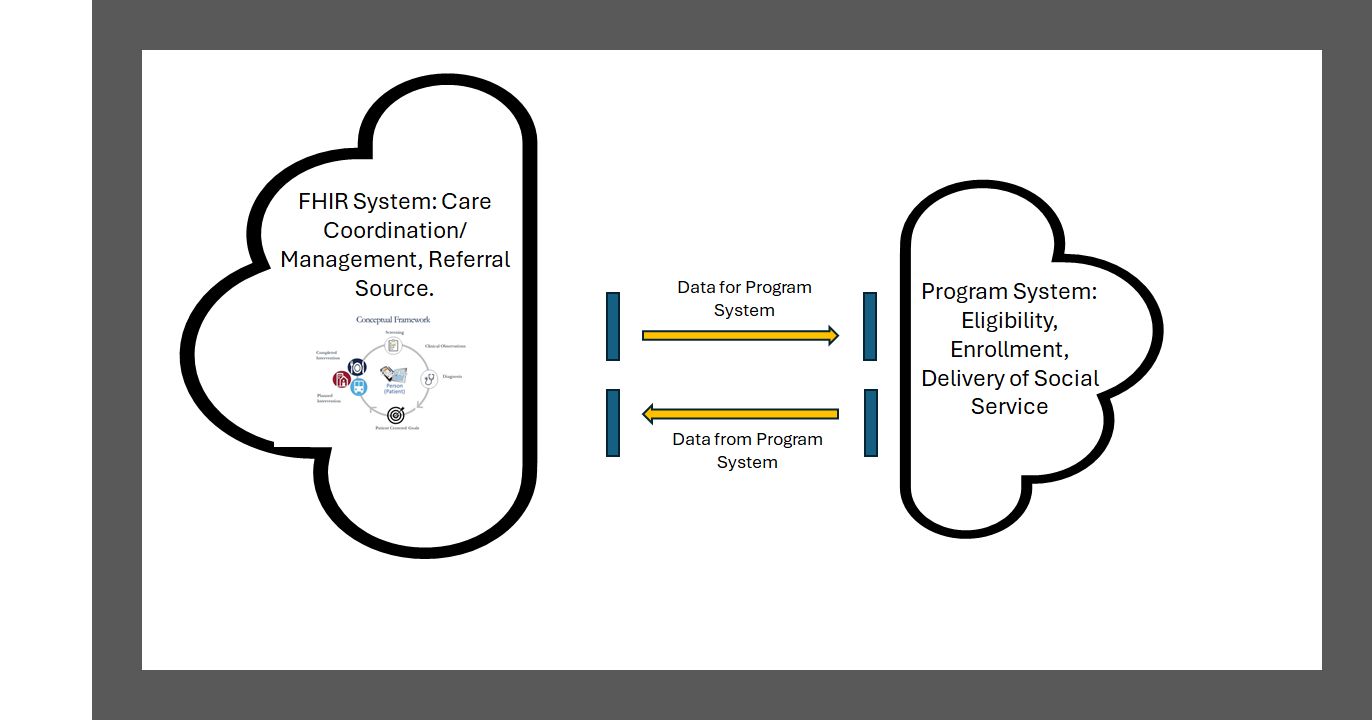 FHIR System: Care
Coordination/
Management, Referral
Source.
Conceptual Framework
Screening
Clinical Observations
Diagnosis
Patient Centered Goals
Planned
Intervention
Completed
Intervention
Person
(Patient)
Data for Program
System
Data from Program
System
Program System:
Eligibility,
Enrollment,
Delivery of Social
Service